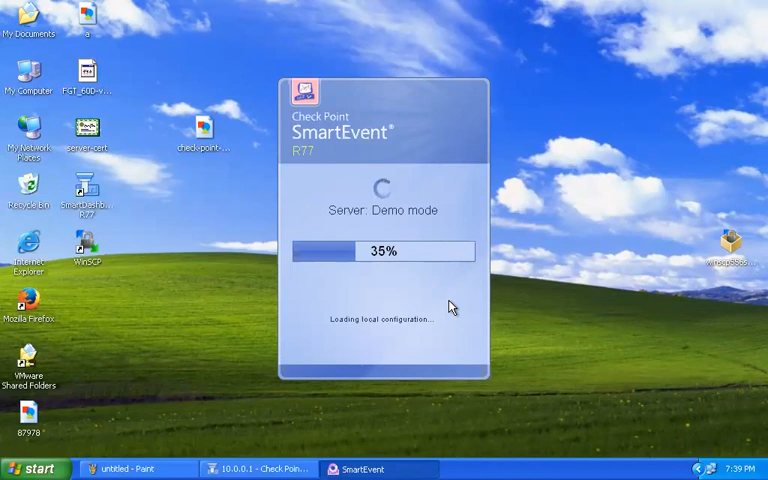 My Documents
a
My Computer
FGT_60D-v...
My Network
Places
server-cert
check-point-...
Recycle Bin
SmartDashb...
R77
Internet
Explorer
WinSCP
Mozilla Firefox
VMware
Shared Folders
87978
Check Point
SmartEvent®
R77
Server: Demo mode
35%
Loading local configuration...
start
untitled - Paint
10.0.0.1 - Check Poin...
SmartEvent
7:39 PM